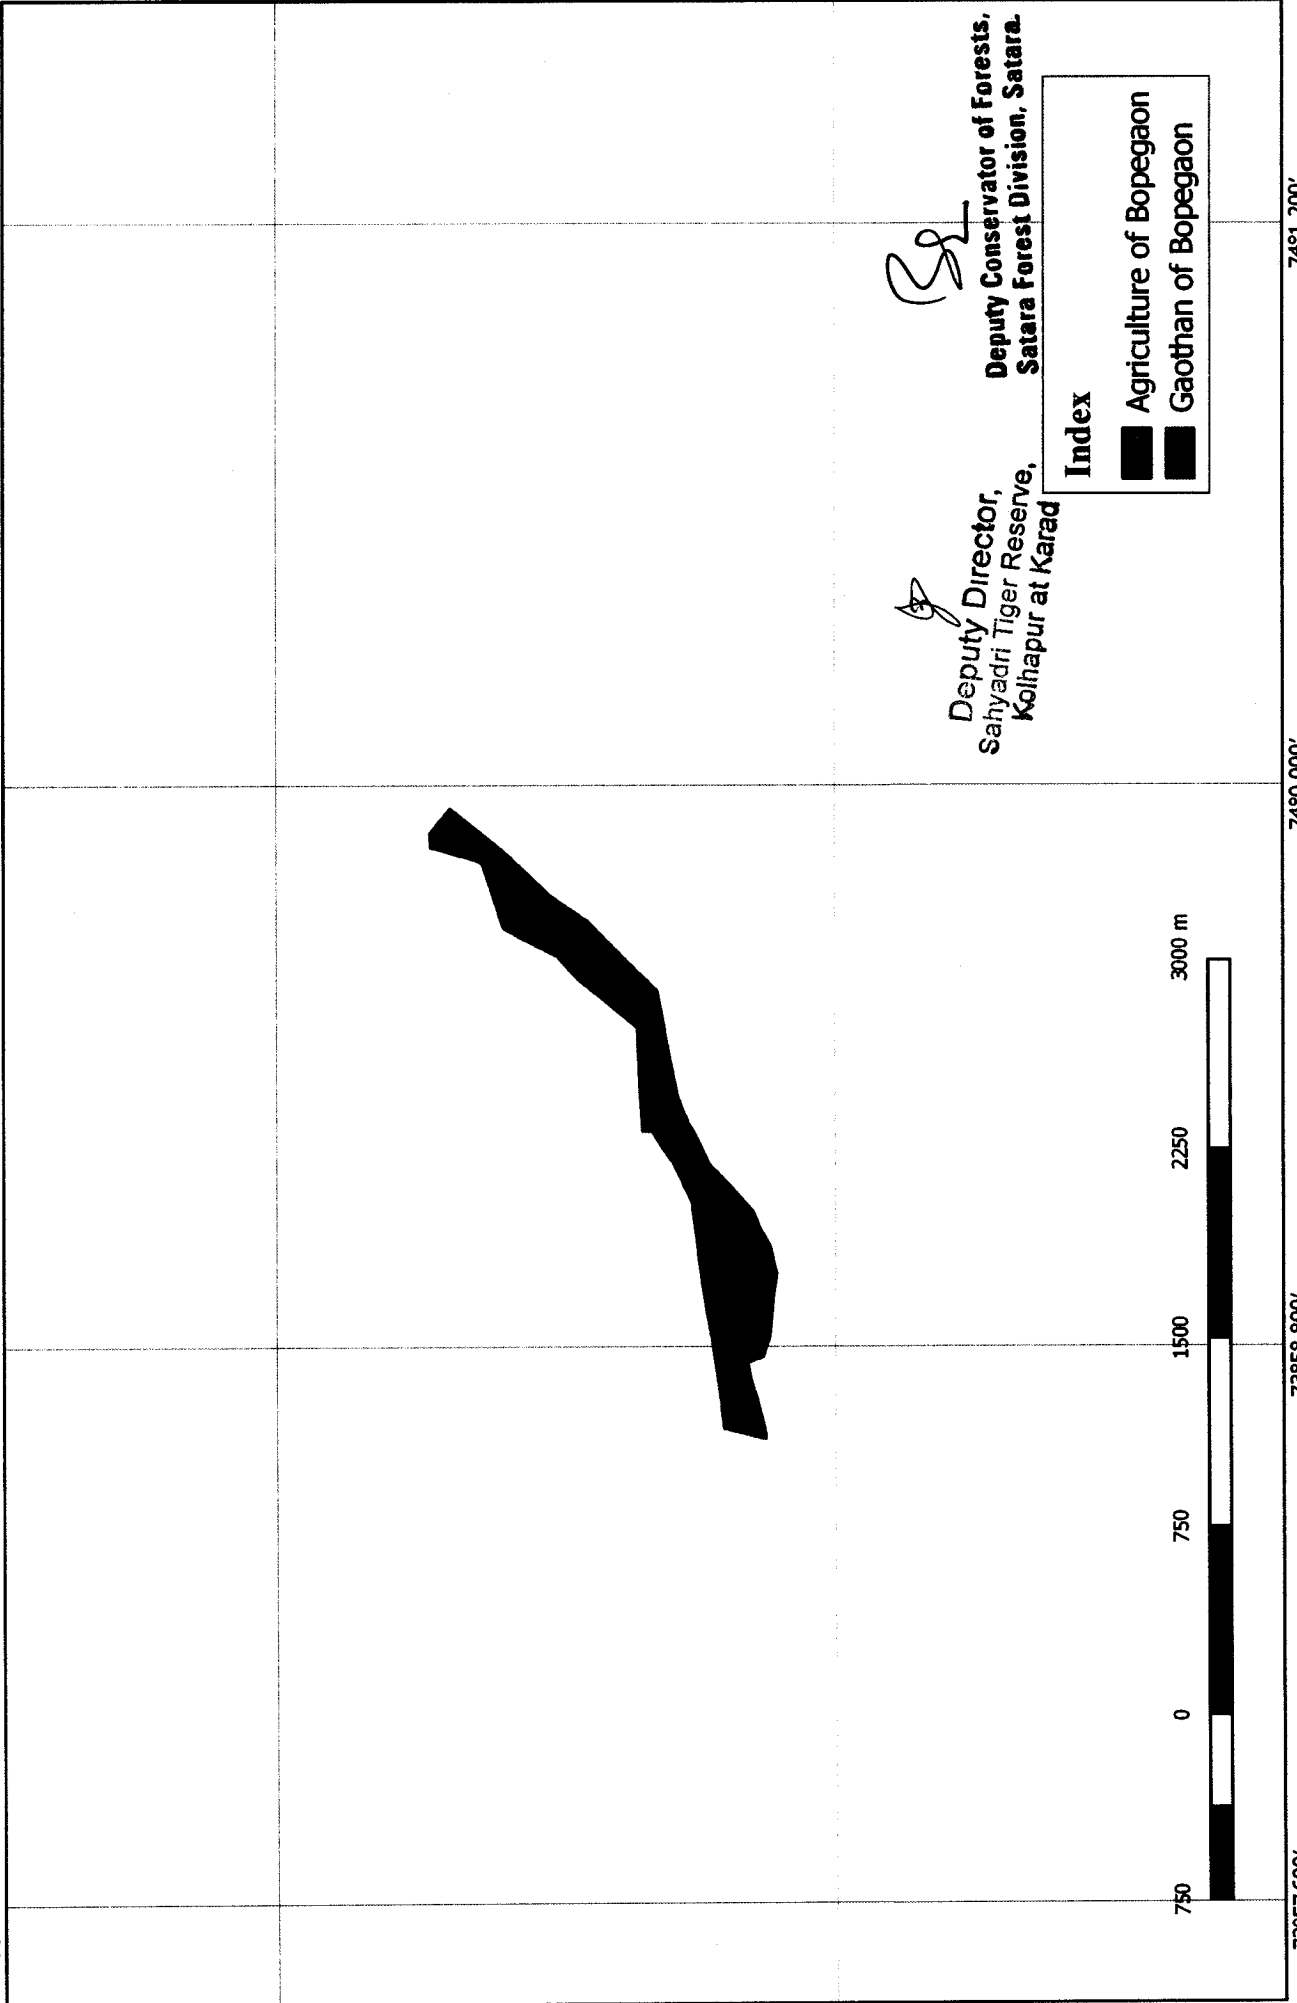 Deputy Director,
Sahyadri Tiger Reserve,
Kolhapur at Karad
Deputy Conservator of Forests,
Satara Forest Division, Satara.
Index
Agriculture of Bopegaon
Gaothan of Bopegaon
750 0 750 1500 2250 3000 m